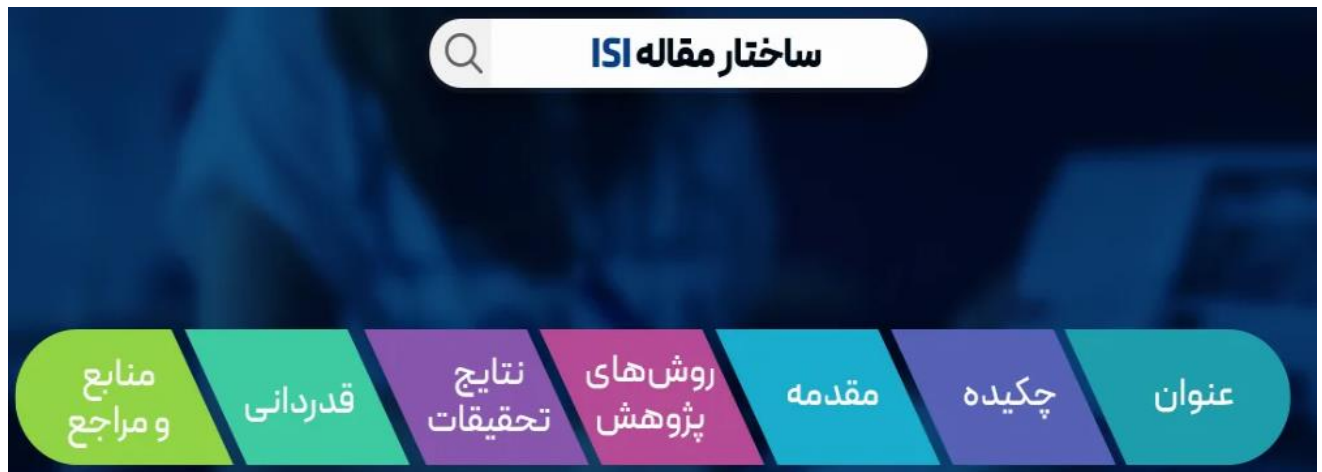 ساختار مقاله ISI
عنوان
چکیده
مقدمه
روش‌های
پژوهش
نتایج
تحقیقات
قدردانی
منابع
و مراجع